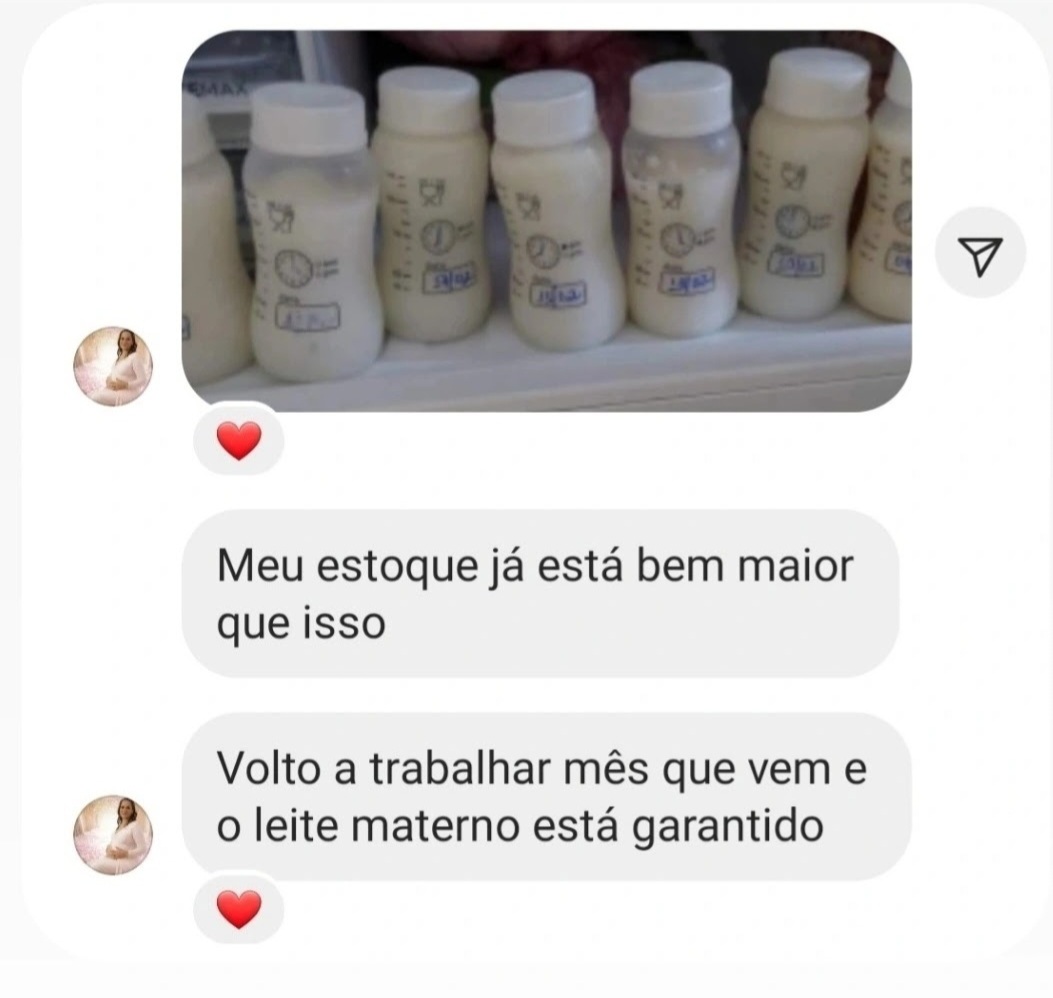 Meu estoque já está bem maior
que isso
Volto a trabalhar mês que vem e
o leite materno está garantido